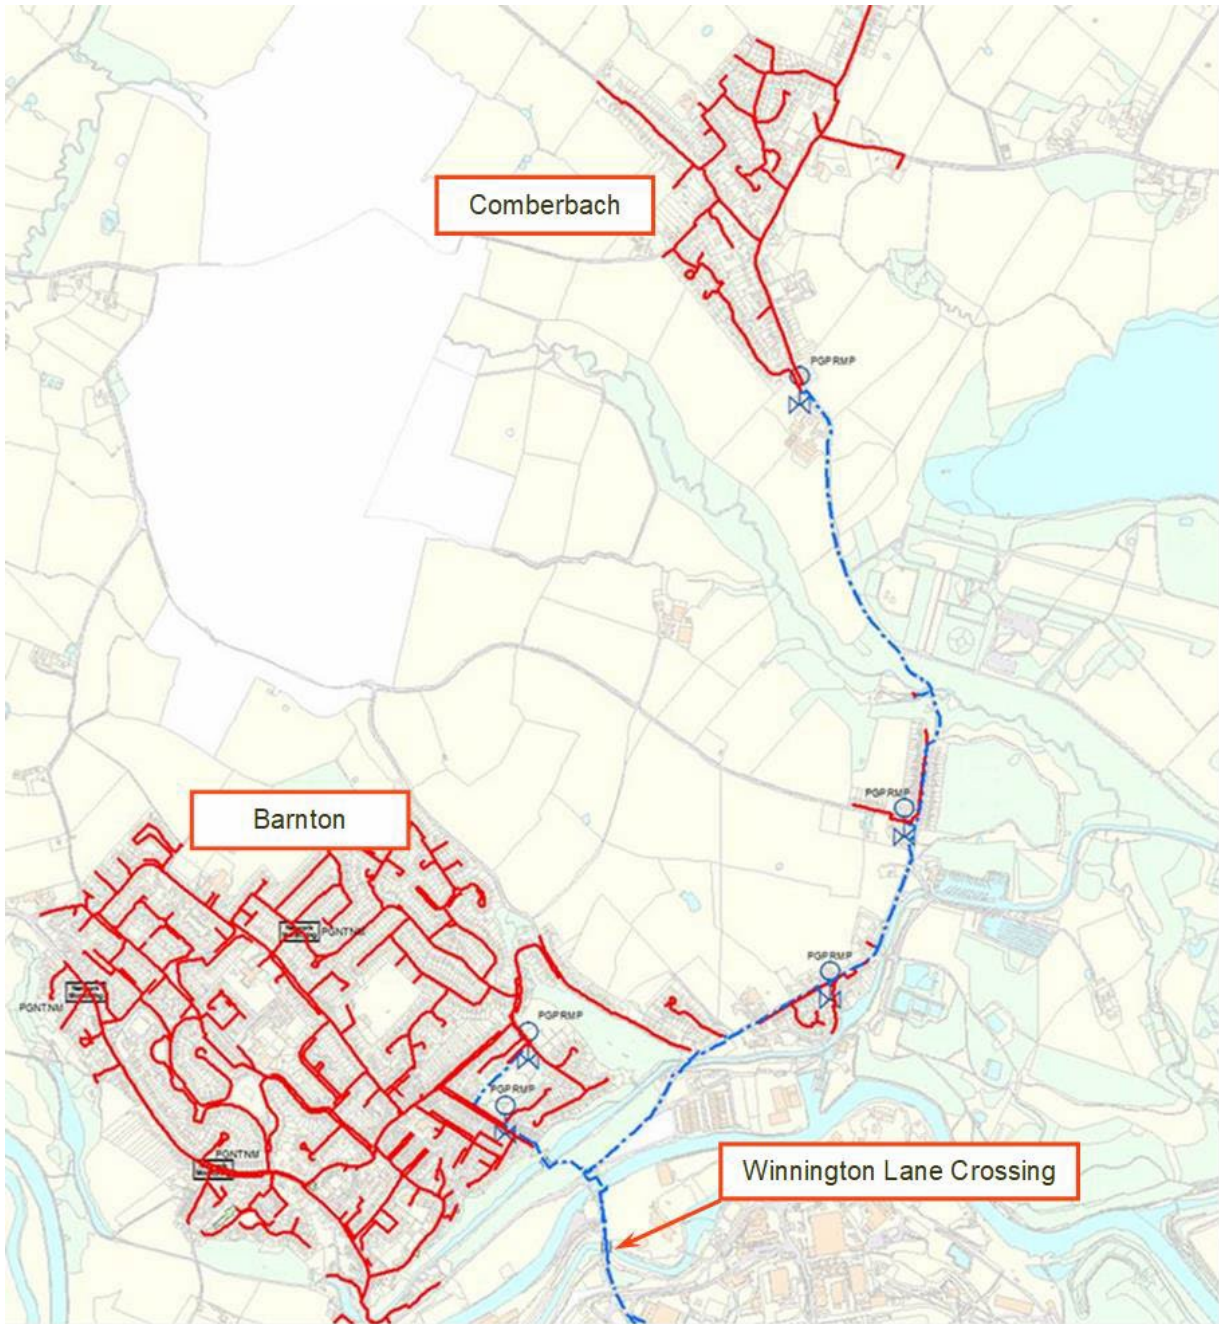 Comberbach
PGPRMP
Barnton
PGPRMP
PGNTNM
PGPRMP
PGNTNM
PGPRMP
PGPRMP
PGNTNM
Winnington Lane Crossing